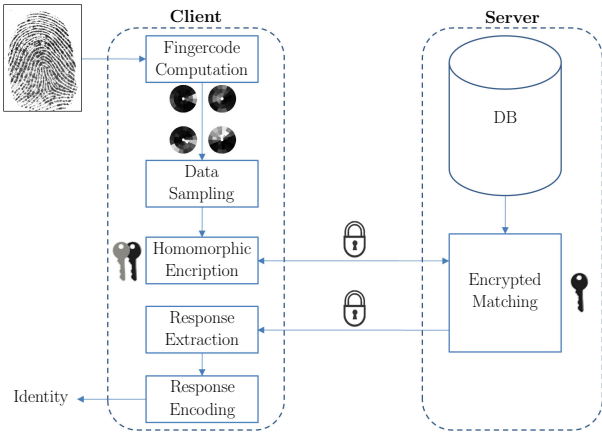 Client
Server
Fingercode
Computation
DB
Data
Sampling
Homomorphic
Encription
Encrypted
Matching
Response
Extraction
Response
Encoding
Identity